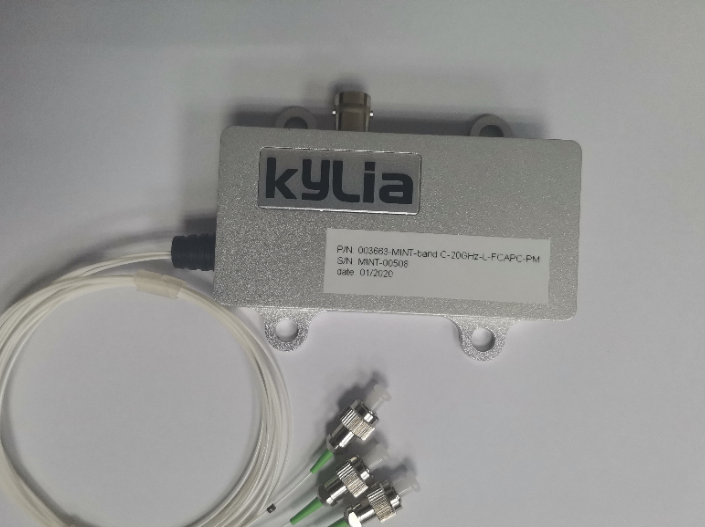 kylia
P/N 003663-MINT-band C-20GHz-L-FCAPC-PM
S/N MINT-00508
date 01/2020